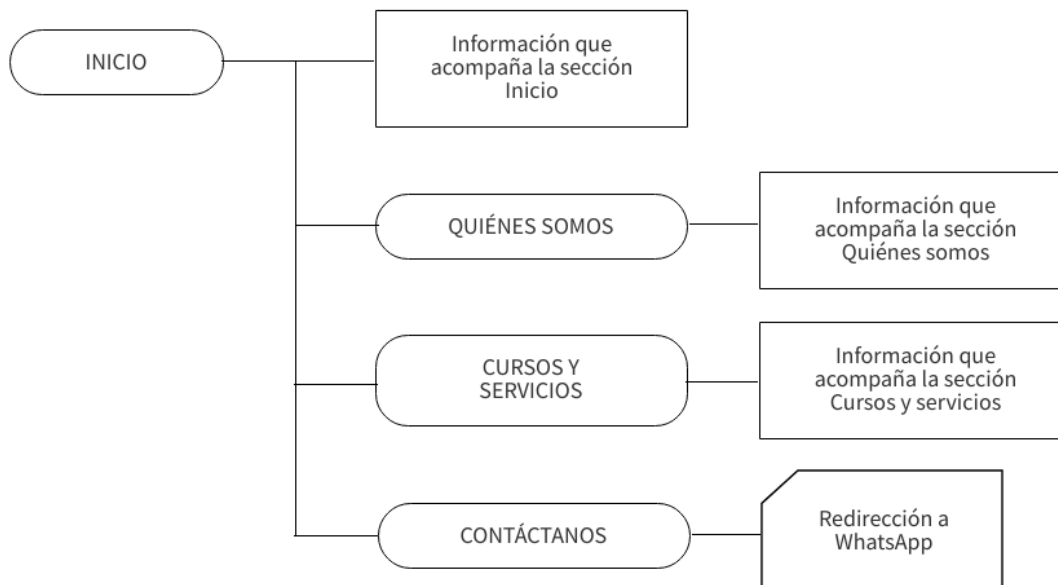 INICIO
Información que
acompaña la sección
Inicio
QUIÉNES SOMOS
Información que
acompaña la sección
Quiénes somos
CURSOS Y
SERVICIOS
Información que
acompaña la sección
Cursos y servicios
CONTÁCTANOS
Redirección a
WhatsApp